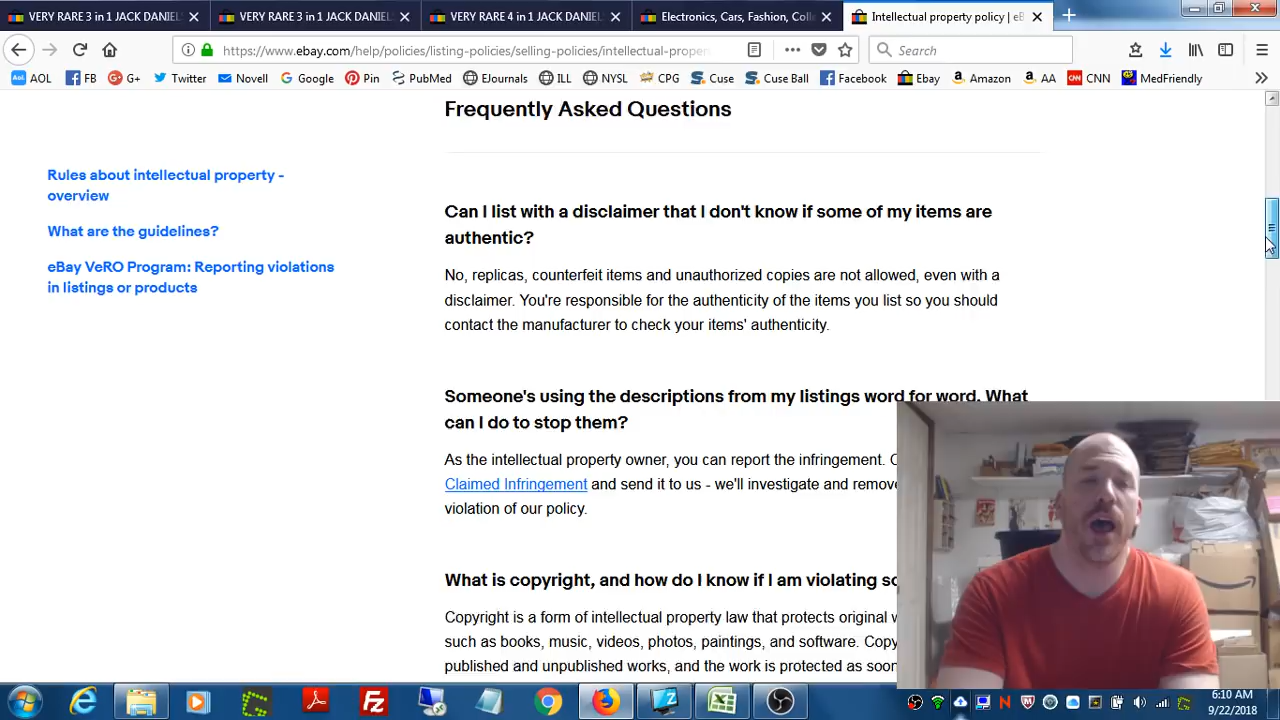 VERY RARE 3 in 1 JACK DANIEL
VERY RARE 3 in 1 JACK DANIEL
VERY RARE 4 in 1 JACK DANIEL
Electronics, Cars, Fashion, Coll
Intellectual property policy | eB
https://www.ebay.com/help/policies/listing-policies/selling-policies/intellectual-proper
Search
Aol. AOL
FB
G+
Twitter
Novell
Google
Pin
PubMed
EJournals
ILL
NYSL
CPG
Cuse
Cuse Ball
Facebook
Ebay
Amazon
AA
CNN
MedFriendly
Frequently Asked Questions
Rules about intellectual property -
overview
What are the guidelines?
eBay VeRO Program: Reporting violations
in listings or products
Can I list with a disclaimer that I don't know if some of my items are
authentic?
No, replicas, counterfeit items and unauthorized copies are not allowed, even with a
disclaimer. You're responsible for the authenticity of the items you list so you should
contact the manufacturer to check your items' authenticity.
Someone's using the descriptions from my listings word for word. What
can I do to stop them?
As the intellectual property owner, you can report the infringement.
Claimed Infringement and send it to us - we'll investigate and remove
violation of our policy.
What is copyright, and how do I know if I am violating
Copyright is a form of intellectual property law that protects original
such as books, music, videos, photos, paintings, and software.
published and unpublished works, and the work is protected as soon
6:10 AM
9/22/2018